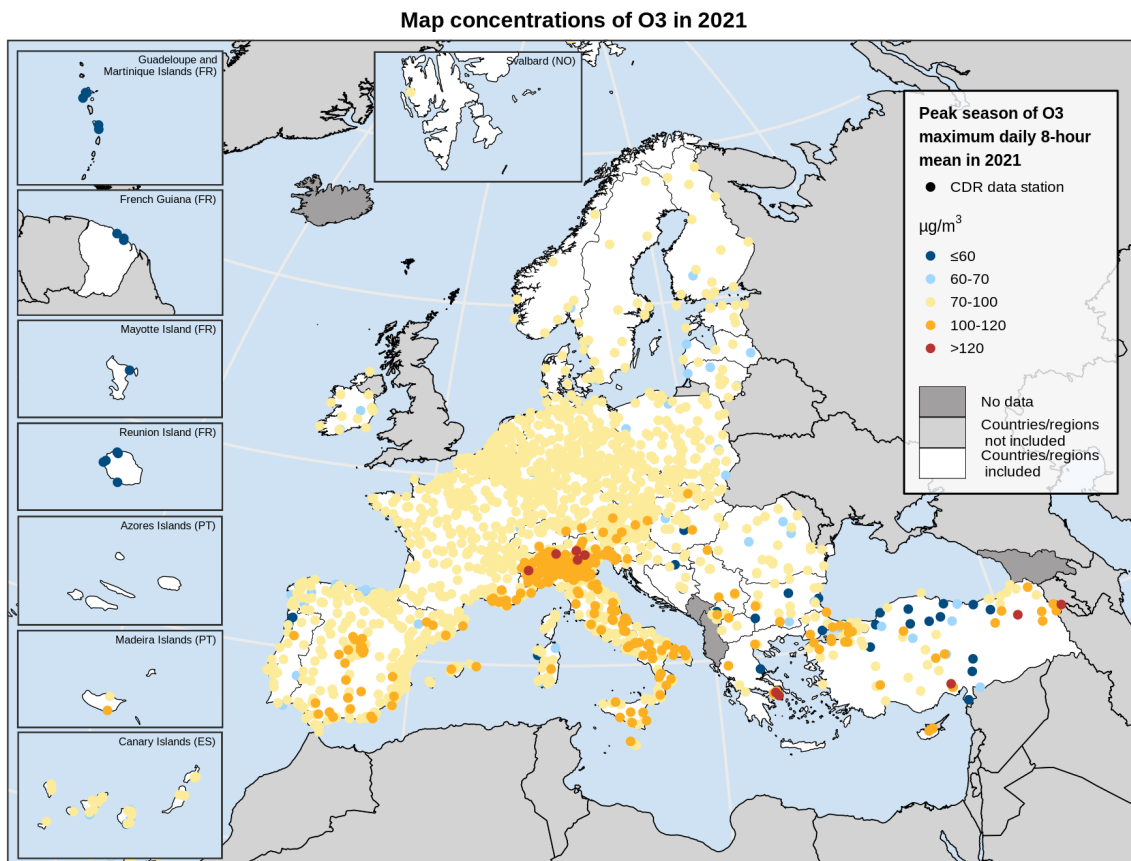 Map concentrations of O3 in 2021
Guadeloupe and
Martinique Islands (FR)
Svalbard (NO)
French Guiana (FR)
Mayotte Island (FR)
Reunion Island (FR)
Azores Islands (PT)
Madeira Islands (PT)
Canary Islands (ES)
Peak season of O3
maximum daily 8-hour
mean in 2021
CDR data station
µg/m³
≤60
60-70
70-100
100-120
>120
No data
Countries/regions
not included
Countries/regions
included